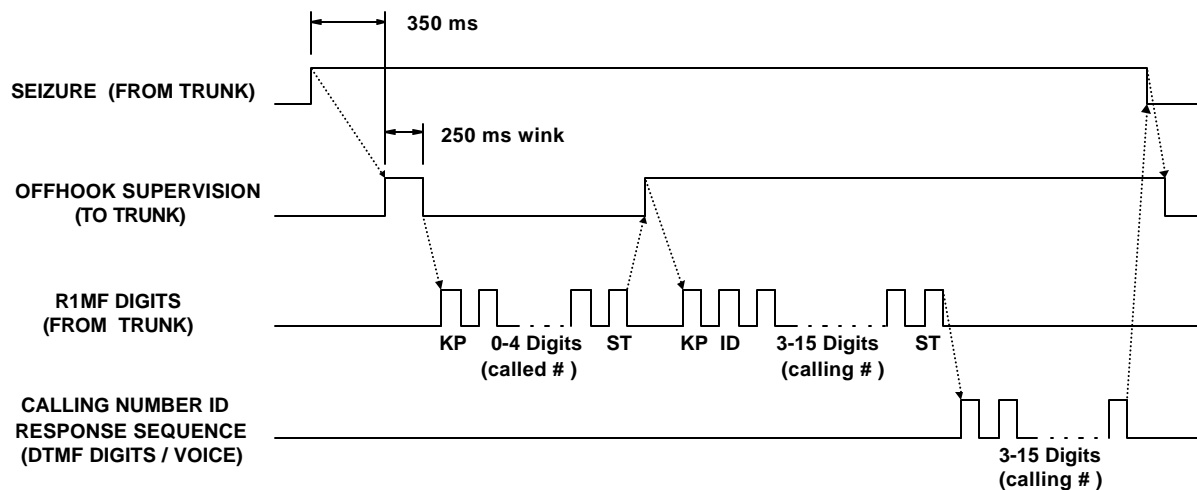 350 ms
SEIZURE (FROM TRUNK)
250 ms wink
OFFHOOK SUPERVISION
(TO TRUNK)
R1MF DIGITS
(FROM TRUNK)
KP 0-4 Digits ST KP ID 3-15 Digits ST
(called # ) (calling # )
CALLING NUMBER ID
RESPONSE SEQUENCE
(DTMF DIGITS / VOICE)
3-15 Digits
(calling # )